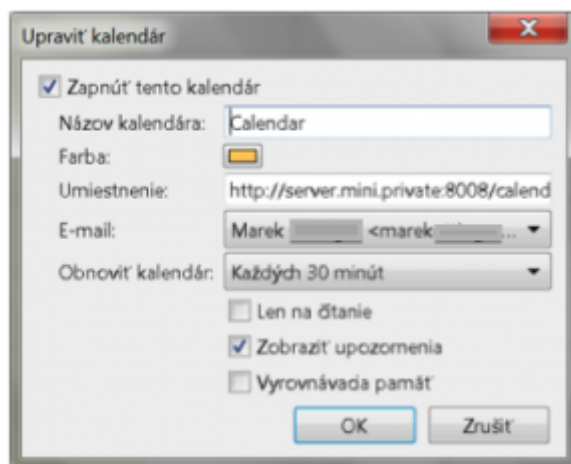 Upraviť kalendár
Zapnúť tento kalendár
Názov kalendára: Calendar
Farba:
Umiestnenie: http://server.mini.private:8008/calend
E-mail: Marek <marek ...
Obnoviť kalendár: Každých 30 minút
Len na čítanie
Zobraziť upozornenia
Vyrovnávacia pamäť
OK Zrušiť